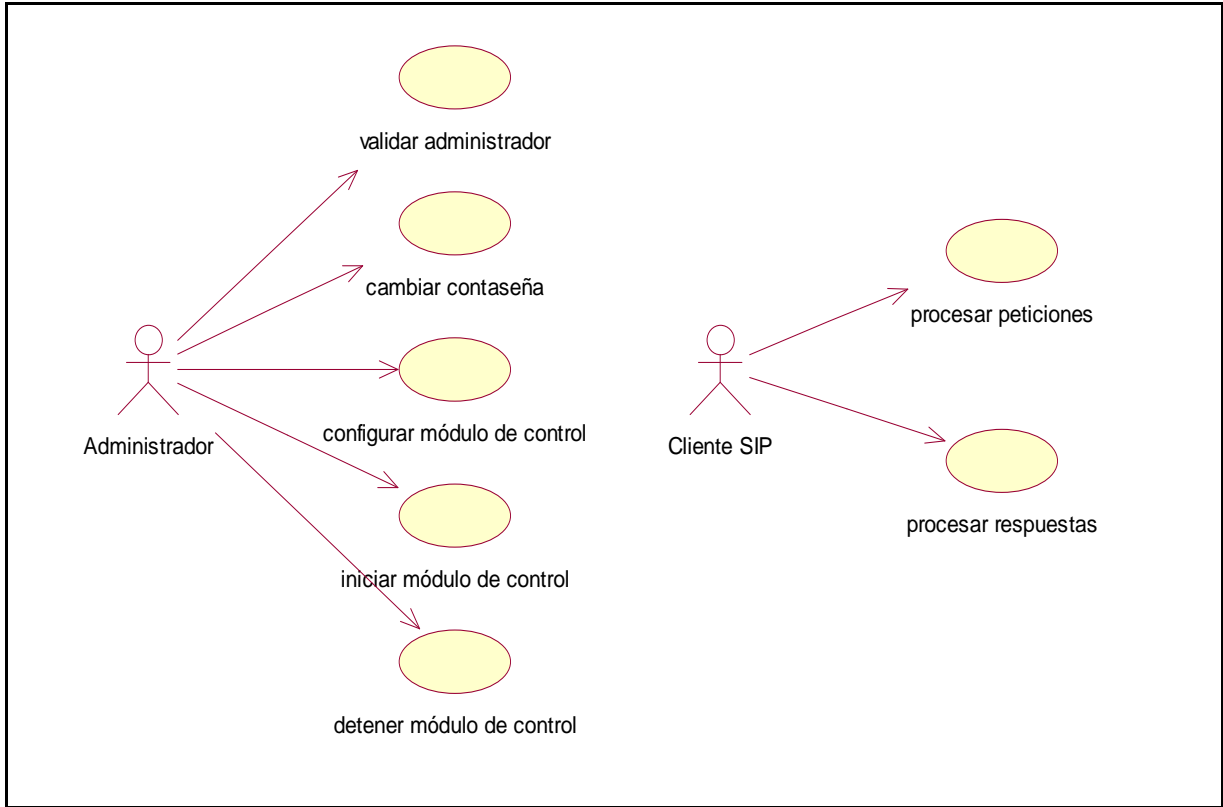 validar administrador
cambiar contaseña
configurar módulo de control
iniciar módulo de control
detener módulo de control
Administrador
procesar peticiones
procesar respuestas
Cliente SIP